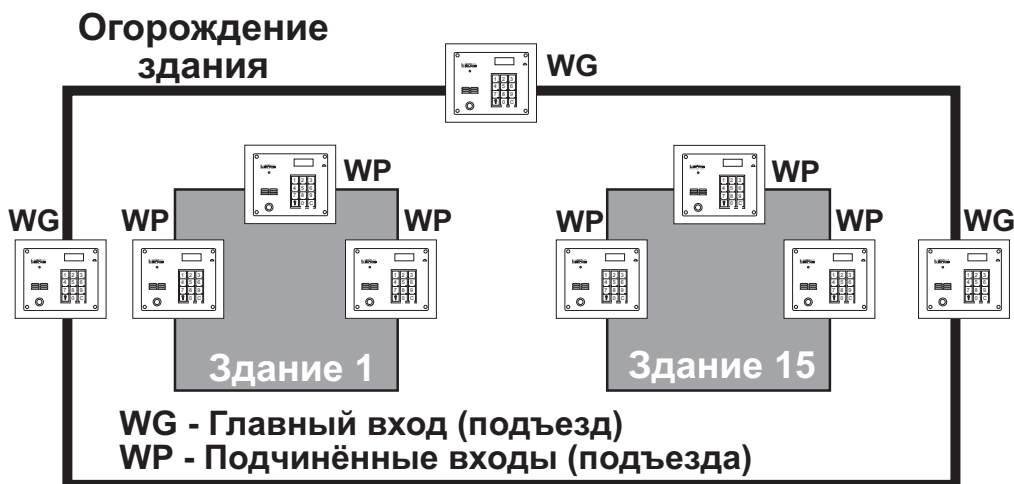 Огорождение
здания
WG
WP
WP
WG
WP
WP
WP
WP
WG
Здание 1
Здание 15
WG - Главный вход (подъезд)
WP - Подчинённые входы (подъезда)